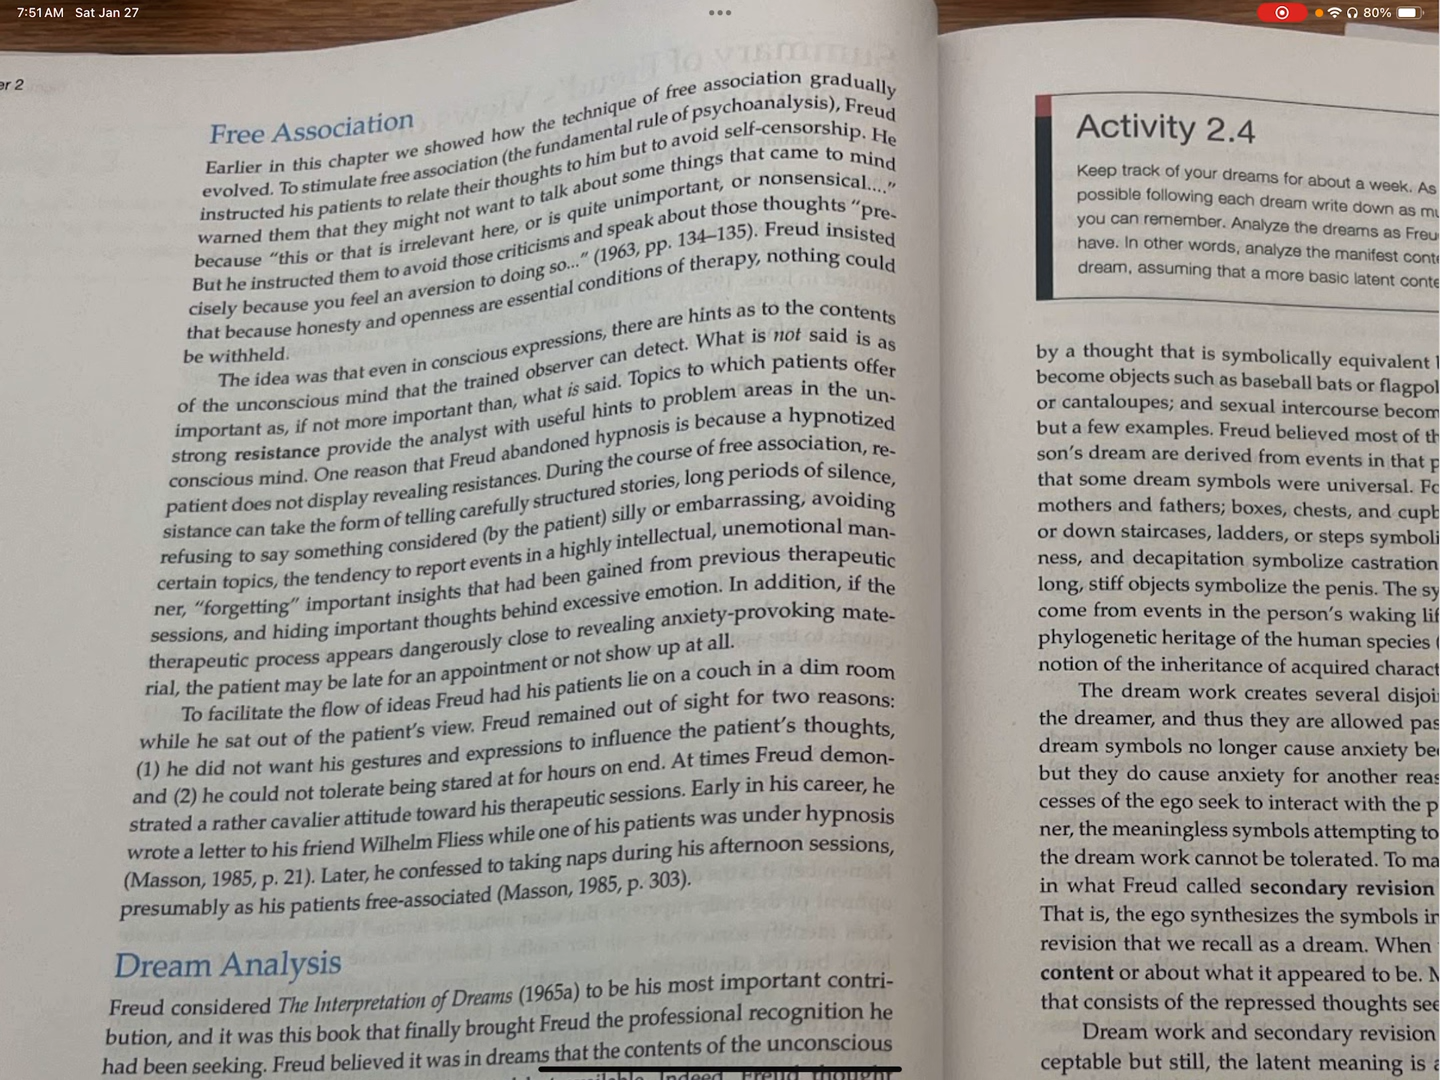 7:51 AM Sat Jan 27
80%
er 2
Free Association
Earlier in this chapter we showed how the technique of free association gradually
evolved. To stimulate free association (the fundamental rule of psychoanalysis), Freud
instructed his patients to relate their thoughts to him but to avoid self-censorship. He
warned them that they might not want to talk about some things that came to mind
because "this or that is irrelevant here, or is quite unimportant, or nonsensical...."
But he instructed them to avoid those criticisms and speak about those thoughts "pre-
cisely because you feel an aversion to doing so..." (1963, pp. 134–135). Freud insisted
that because honesty and openness are essential conditions of therapy, nothing could
be withheld.
The idea was that even in conscious expressions, there are hints as to the contents
of the unconscious mind that the trained observer can detect. What is not said is as
important as, if not more important than, what is said. Topics to which patients offer
strong resistance provide the analyst with useful hints to problem areas in the un-
conscious mind. One reason that Freud abandoned hypnosis is because a hypnotized
patient does not display revealing resistances. During the course of free association, re-
sistance can take the form of telling carefully structured stories, long periods of silence,
refusing to say something considered (by the patient) silly or embarrassing, avoiding
certain topics, the tendency to report events in a highly intellectual, unemotional man-
ner, "forgetting" important insights that had been gained from previous therapeutic
sessions, and hiding important thoughts behind excessive emotion. In addition, if the
therapeutic process appears dangerously close to revealing anxiety-provoking mate-
rial, the patient may be late for an appointment or not show up at all.
To facilitate the flow of ideas Freud had his patients lie on a couch in a dim room
while he sat out of the patient's view. Freud remained out of sight for two reasons:
(1) he did not want his gestures and expressions to influence the patient's thoughts,
and (2) he could not tolerate being stared at for hours on end. At times Freud demon-
strated a rather cavalier attitude toward his therapeutic sessions. Early in his career, he
wrote a letter to his friend Wilhelm Fliess while one of his patients was under hypnosis
(Masson, 1985, p. 21). Later, he confessed to taking naps during his afternoon sessions,
presumably as his patients free-associated (Masson, 1985, p. 303).
Dream Analysis
Freud considered The Interpretation of Dreams (1965a) to be his most important contri-
bution, and it was this book that finally brought Freud the professional recognition he
had been seeking. Freud believed it was in dreams that the contents of the unconscious
Indeed, Freud thought
Activity 2.4
Keep track of your dreams for about a week. As
possible following each dream write down as mu
you can remember. Analyze the dreams as Freu
have. In other words, analyze the manifest conte
dream, assuming that a more basic latent conte
by a thought that is symbolically equivalent
become objects such as baseball bats or flagpol
or cantaloupes; and sexual intercourse becom
but a few examples. Freud believed most of th
son's dream are derived from events in that p
that some dream symbols were universal. Fo
mothers and fathers; boxes, chests, and cupb
or down staircases, ladders, or steps symboli
ness, and decapitation symbolize castration
long, stiff objects symbolize the penis. The sy
come from events in the person's waking lif
phylogenetic heritage of the human species (
notion of the inheritance of acquired charact
The dream work creates several disjoi
the dreamer, and thus they are allowed pas
dream symbols no longer cause anxiety be
but they do cause anxiety for another reas
cesses of the ego seek to interact with the p
ner, the meaningless symbols attempting to
the dream work cannot be tolerated. To ma
in what Freud called secondary revision
That is, the ego synthesizes the symbols in
revision that we recall as a dream. When
content or about what it appeared to be.
that consists of the repressed thoughts see
Dream work and secondary revision
ceptable but still, the latent meaning is